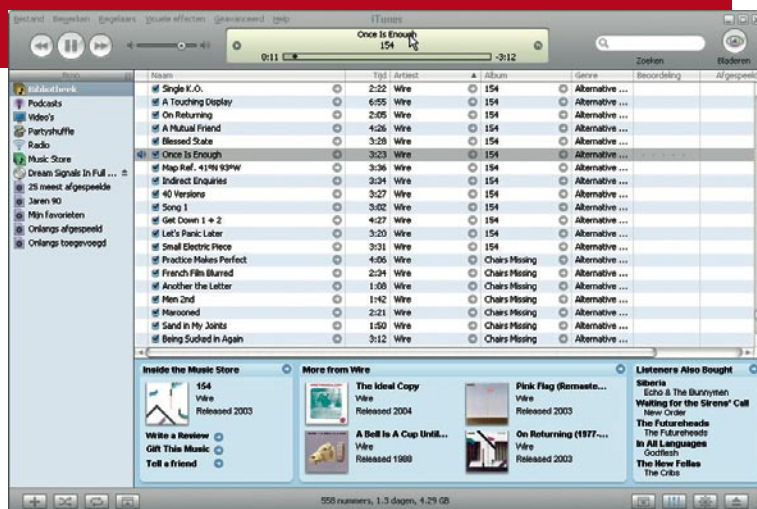 Bestand Bewerken Regelaars Visuele effecten Geavanceerd Help
iTunes
Once Is Enough
154
0:11
-3:12
Zoeken
Bladeren
Bron
Naam Tijd Artiest Album Genre Beoordeling Afgespeel
Bibliotheek
Podcasts
Video's
Partyshuffle
Radio
Music Store
Dream Signals In Full ...
25 meest afgespeelde
Jaren 90
Mijn favorieten
Onlangs afgespeeld
Onlangs toegevoegd
Single K.O. 2:22 Wire 154 Alternative ...
A Touching Display 6:55 Wire 154 Alternative ...
On Returning 2:05 Wire 154 Alternative ...
A Mutual Friend 4:26 Wire 154 Alternative ...
Blessed State 3:28 Wire 154 Alternative ...
Once Is Enough 3:23 Wire 154 Alternative ...
Map Ref. 41ºN 93ºW 3:36 Wire 154 Alternative ...
Indirect Enquiries 3:34 Wire 154 Alternative ...
40 Versions 3:27 Wire 154 Alternative ...
Song 1 3:02 Wire 154 Alternative ...
Get Down 1 + 2 4:27 Wire 154 Alternative ...
Let's Panic Later 3:20 Wire 154 Alternative ...
Small Electric Piece 3:31 Wire 154 Alternative ...
Practice Makes Perfect 4:06 Wire Chairs Missing Alternative ...
French Film Blurred 2:34 Wire Chairs Missing Alternative ...
Another the Letter 1:08 Wire Chairs Missing Alternative ...
Men 2nd 1:42 Wire Chairs Missing Alternative ...
Marooned 2:21 Wire Chairs Missing Alternative ...
Sand in My Joints 1:50 Wire Chairs Missing Alternative ...
Being Sucked in Again 3:12 Wire Chairs Missing Alternative ...
Inside the Music Store
154
Wire
Released 2003
Write a Review
Gift This Music
Tell a friend
More from Wire
The Ideal Copy
Wire
Released 2004
Pink Flag (Remaste...
Wire
Released 2003
A Bell Is A Cup Until...
Wire
Released 1988
On Returning (1977-...
Wire
Released 2003
Listeners Also Bought
Siberia
Echo & The Bunnymen
Waiting for the Sirens' Call
New Order
The Futureheads
The Futureheads
In All Languages
Godflesh
The New Fellas
The Cribs
558 nummers, 1.3 dagen, 4.29 GB